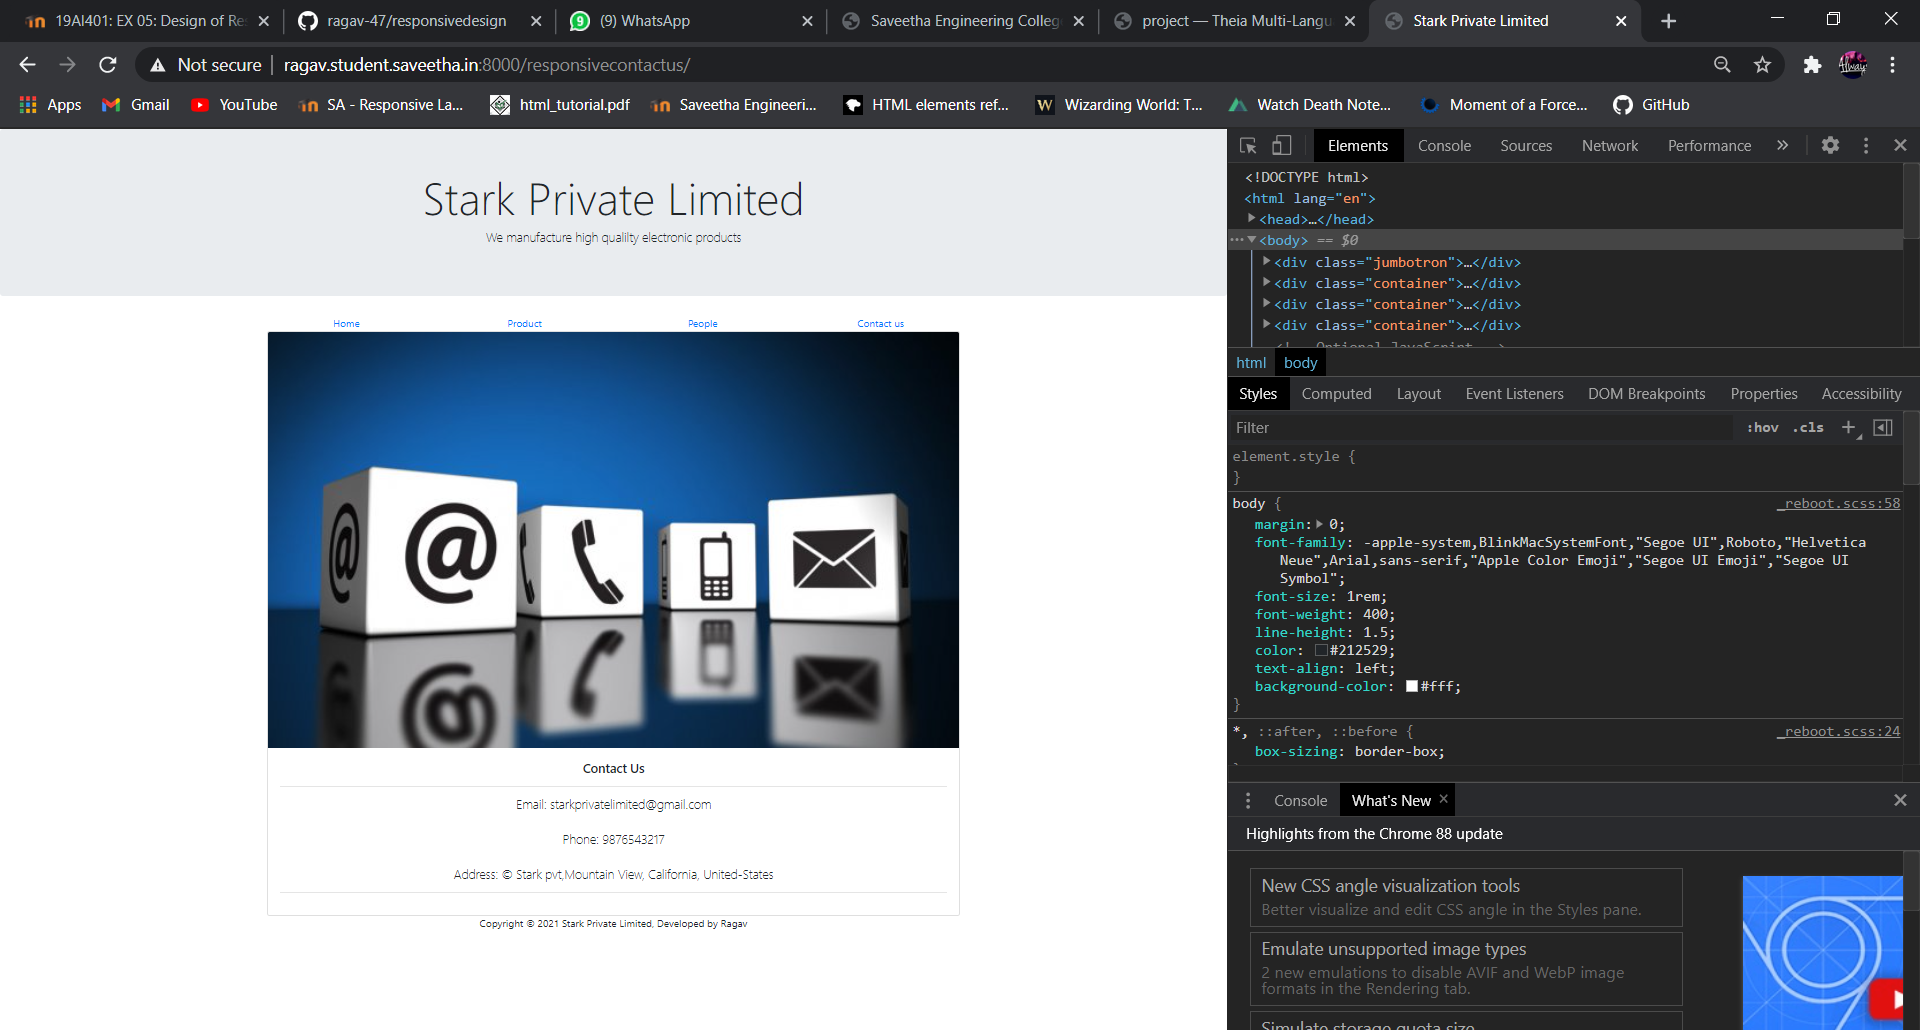 19AI401: EX 05: Design of Re
ragav-47/responsivedesign
(9) WhatsApp
Saveetha Engineering Colleg
project — Theia Multi-Langu
Stark Private Limited
Not secure
ragav.student.saveetha.in:8000/responsivecontactus/
Apps
Gmail
YouTube
SA - Responsive La...
html_tutorial.pdf
Saveetha Engineeri...
HTML elements ref...
Wizarding World: T...
Watch Death Note...
Moment of a Force...
GitHub
Stark Private Limited
We manufacture high qualilty electronic products
Home
Product
People
Contact us
Contact Us
Email: starkprivatelimited@gmail.com
Phone: 9876543217
Address: © Stark pvt,Mountain View, California, United-States
Copyright © 2021 Stark Private Limited, Developed by Ragav
Elements
Console
Sources
Network
Performance
<!DOCTYPE html>
<html lang="en">
<head>…</head>
<body> == $0
<div class="jumbotron">…</div>
<div class="container">…</div>
<div class="container">…</div>
<div class="container">…</div>
<!-- Optional JavaScript -->
html
body
Styles
Computed
Layout
Event Listeners
DOM Breakpoints
Properties
Accessibility
Filter
:hov
.cls
element.style {
}
body {
_reboot.scss:58
margin: 0;
font-family: -apple-system,BlinkMacSystemFont,"Segoe UI",Roboto,"Helvetica
Neue",Arial,sans-serif,"Apple Color Emoji","Segoe UI Emoji","Segoe UI
Symbol";
font-size: 1rem;
font-weight: 400;
line-height: 1.5;
color: #212529;
text-align: left;
background-color: #fff;
}
*, ::after, ::before {
_reboot.scss:24
box-sizing: border-box;
Console
What's New
Highlights from the Chrome 88 update
New CSS angle visualization tools
Better visualize and edit CSS angle in the Styles pane.
Emulate unsupported image types
2 new emulations to disable AVIF and WebP image
formats in the Rendering tab.
Simulate storage quota size